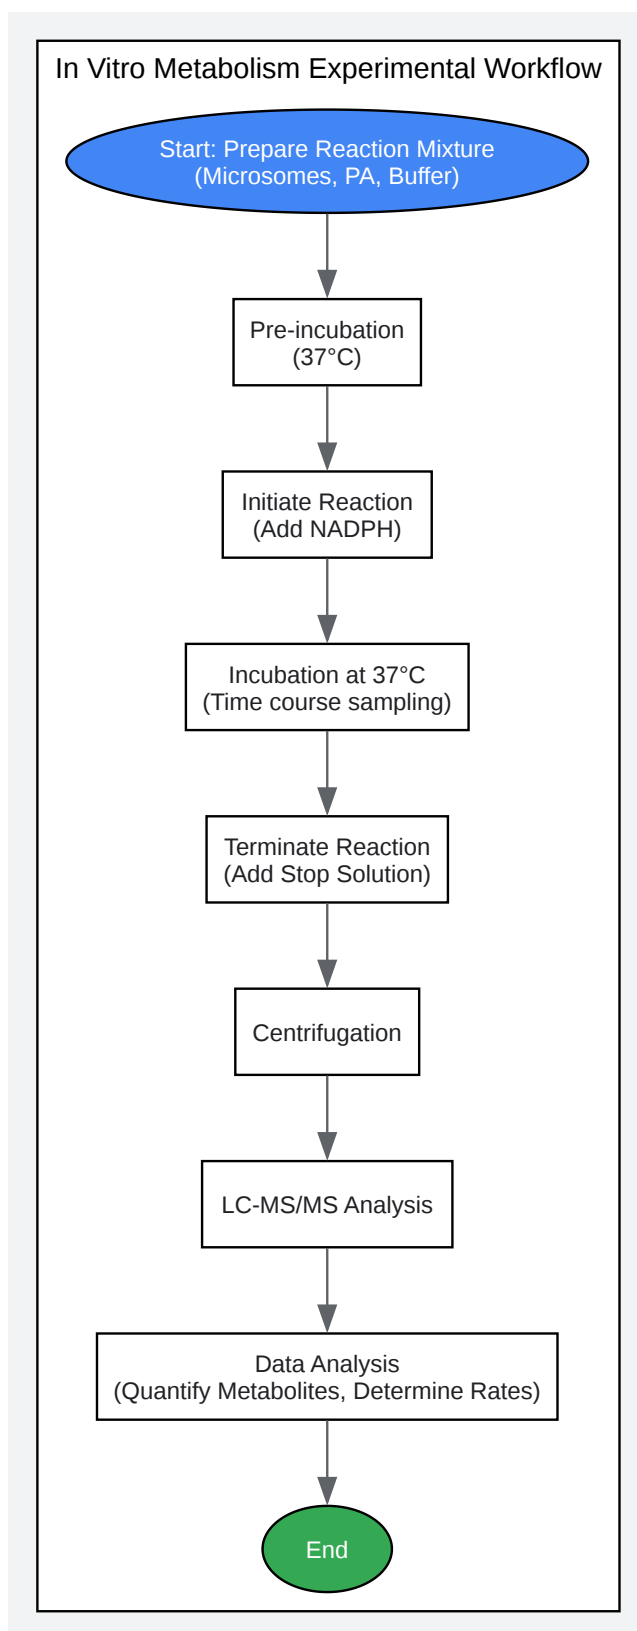 In Vitro Metabolism Experimental Workflow
Start: Prepare Reaction Mixture
(Microsomes, PA, Buffer)
Pre-incubation
(37°C)
Initiate Reaction
(Add NADPH)
Incubation at 37°C
(Time course sampling)
Terminate Reaction
(Add Stop Solution)
Centrifugation
LC-MS/MS Analysis
Data Analysis
(Quantify Metabolites, Determine Rates)
End